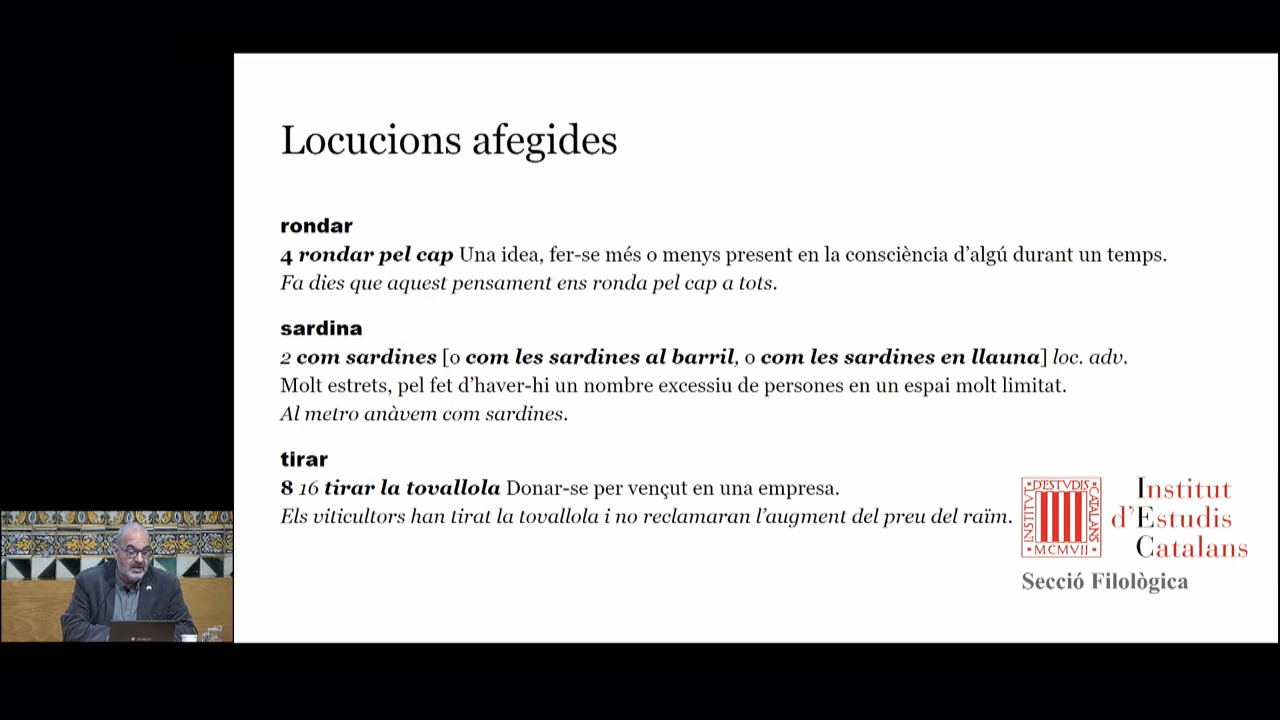 Locucions afegides
rondar
4 rondar pel cap Una idea, fer-se més o menys present en la consciència d’algú durant un temps.
Fa dies que aquest pensament ens ronda pel cap a tots.
sardina
2 com sardines [o com les sardines al barril, o com les sardines en llauna] loc. adv.
Molt estrets, pel fet d’haver-hi un nombre excessiu de persones en un espai molt limitat.
Al metro anàvem com sardines.
tirar
8 16 tirar la tovallola Donar-se per vençut en una empresa.
Els viticultors han tirat la tovallola i no reclamaran l’augment del preu del raïm.
INSTITVT D'ESTVDIS CATALANS
MCMVII
Institut
d’Estudis
Catalans
Secció Filològica